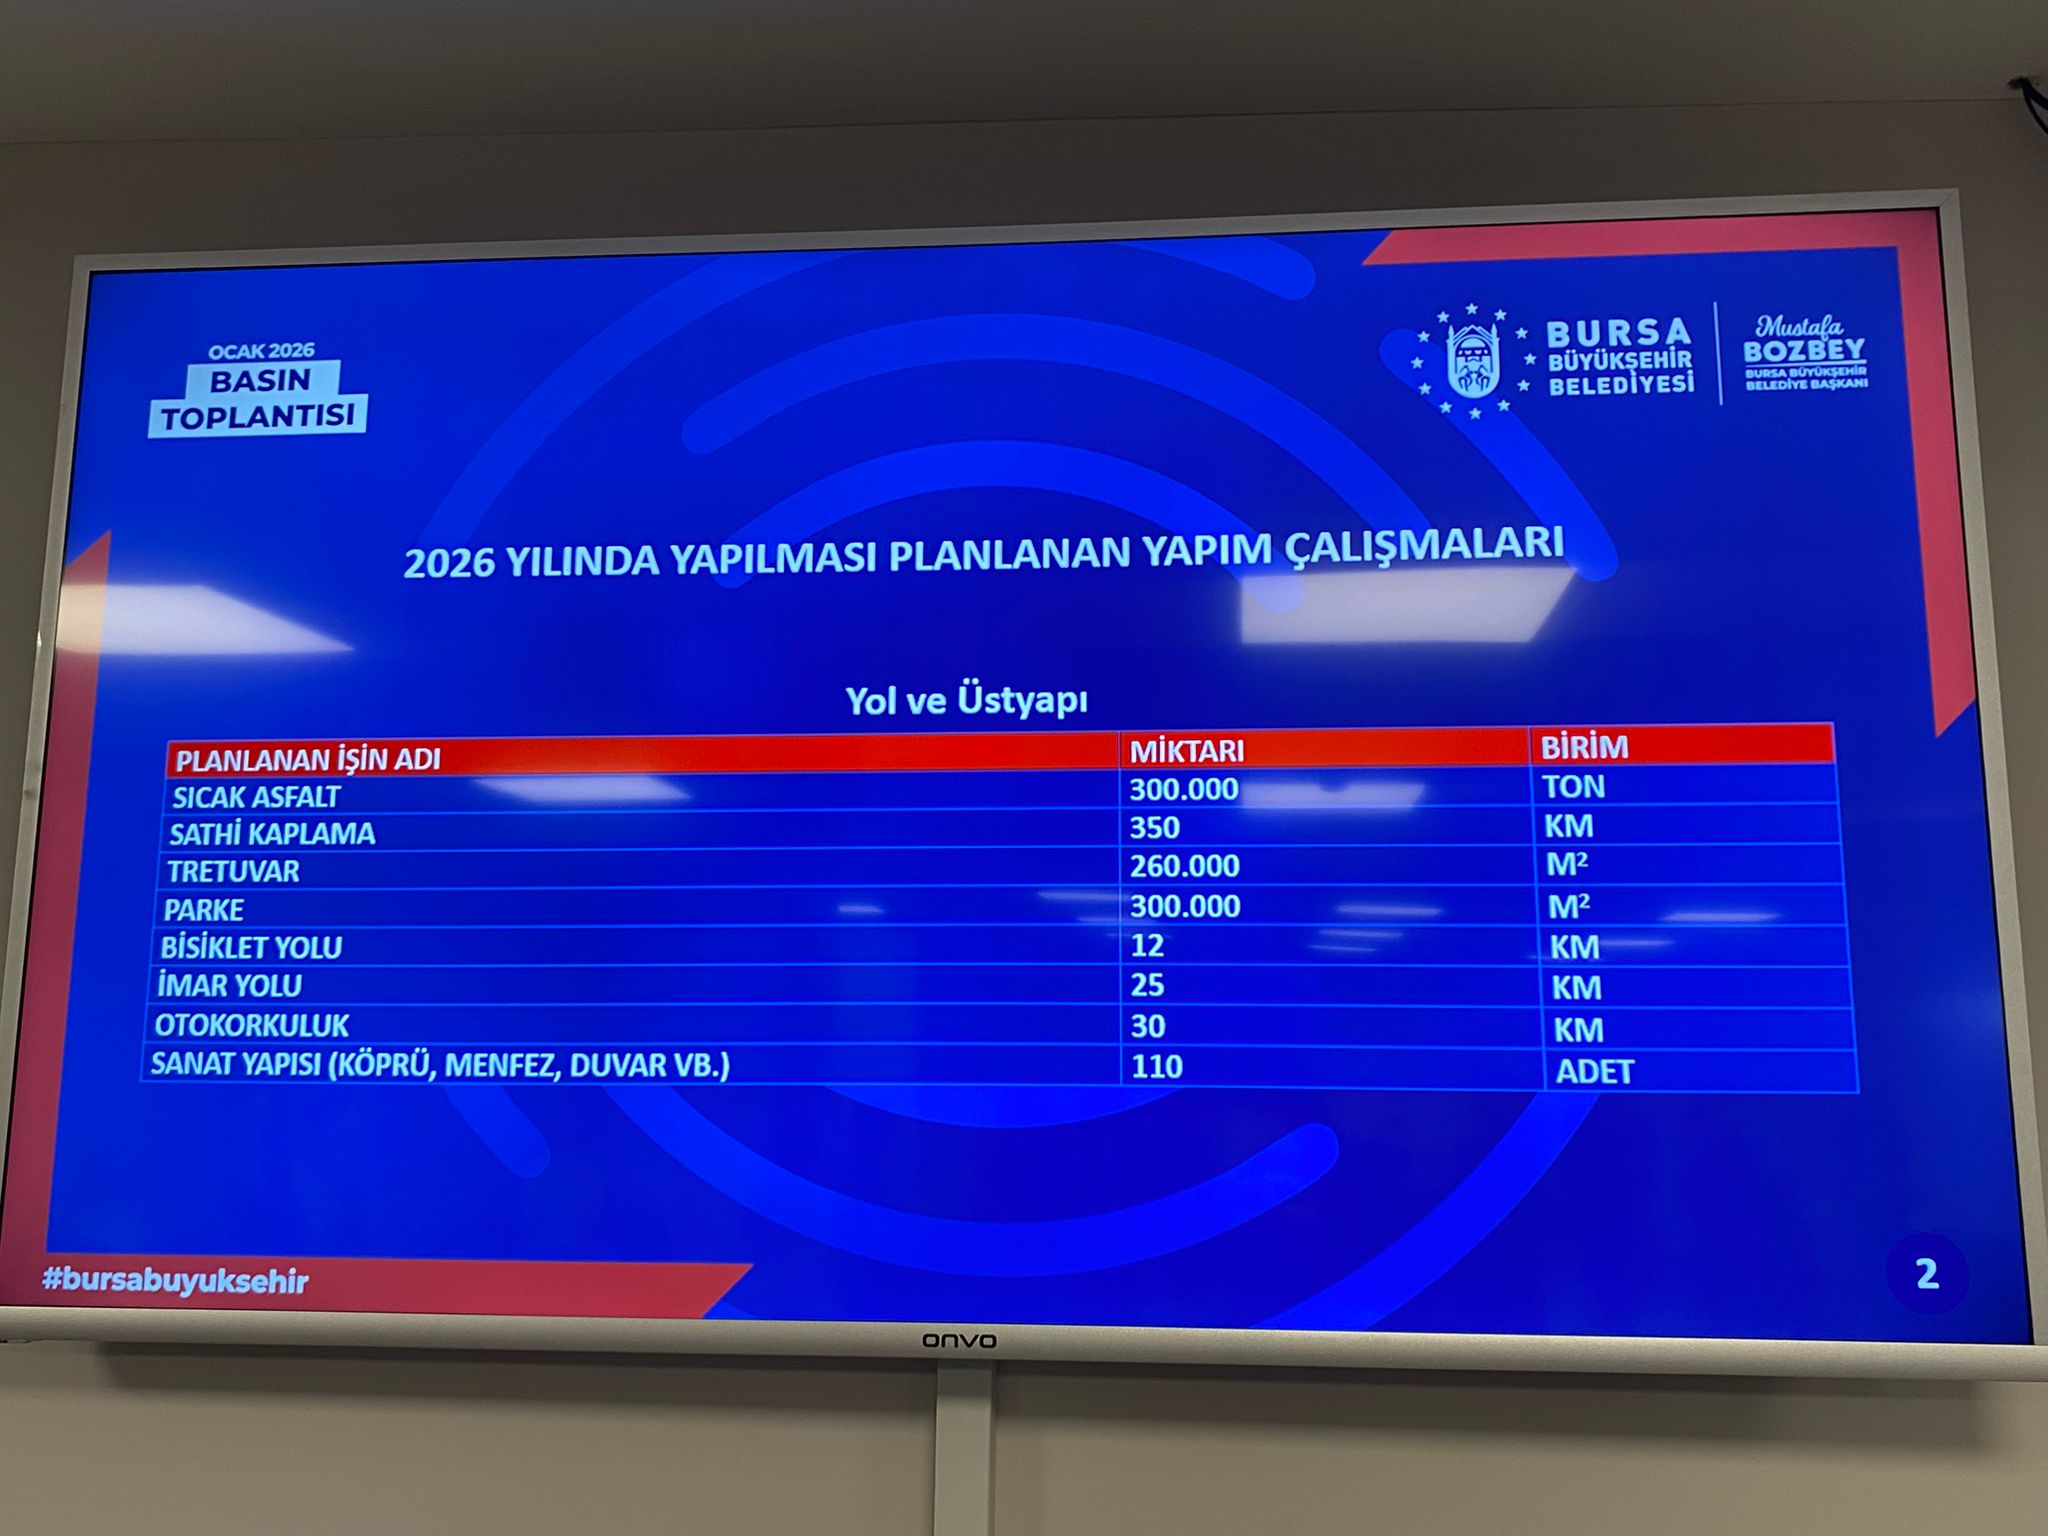 OCAK 2026
BASIN
TOPLANTISI
BURSA
BÜYÜKŞEHİR
BELEDİYESİ
Mustafa
BOZBEY
BURSA BÜYÜKŞEHİR
BELEDİYE BAŞKANI
2026 YILINDA YAPILMASI PLANLANAN YAPIM ÇALIŞMALARI
Yol ve Üstyapı
PLANLANAN İŞİN ADI MİKTARI BİRİM
SICAK ASFALT 300.000 TON
SATHİ KAPLAMA 350 KM
TRETUVAR 260.000 M²
PARKE 300.000 M²
BİSİKLET YOLU 12 KM
İMAR YOLU 25 KM
OTOKORKULUK 30 KM
SANAT YAPISI (KÖPRÜ, MENFEZ, DUVAR VB.) 110 ADET
#bursabuyuksehir
2
onvo